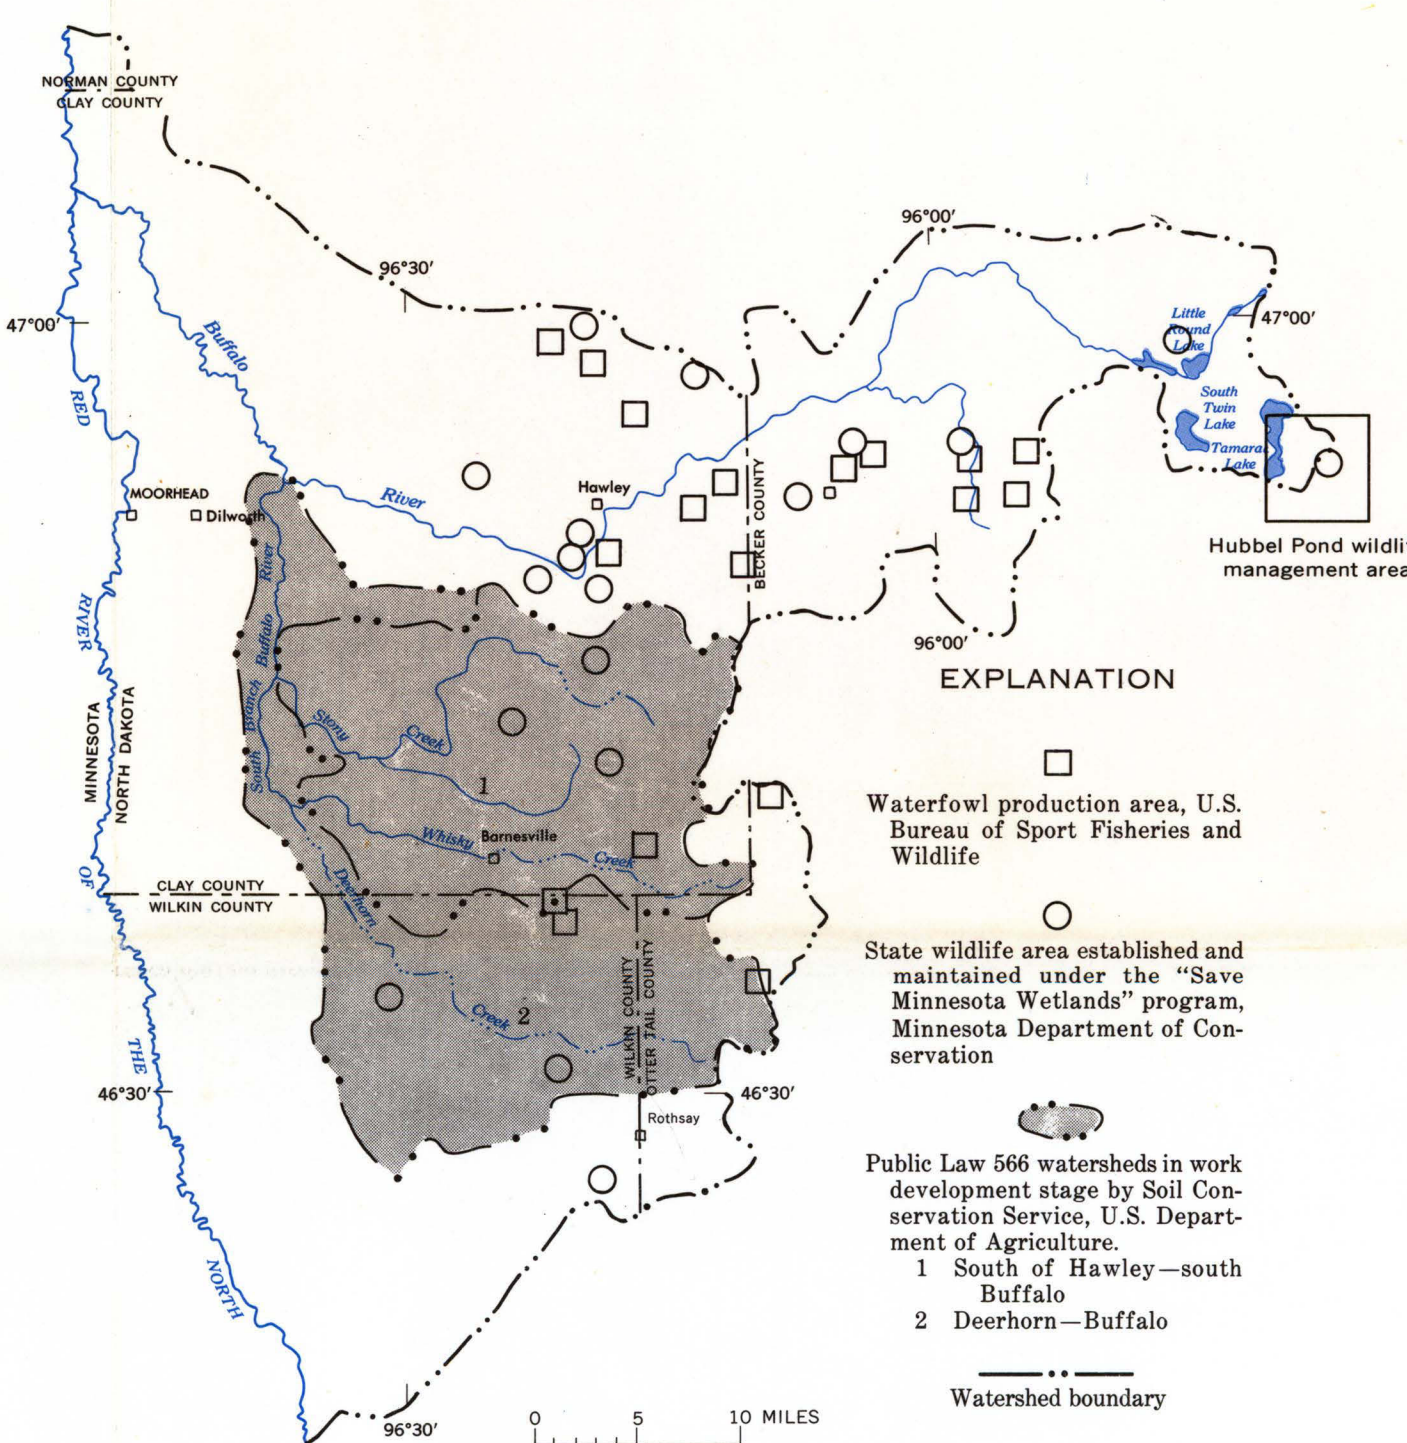 NORMAN COUNTY
CLAY COUNTY
96°00'
96°30'
47°00'
Buffalo
Little
Round
Lake
47°00'
RED
South
Twin
Lake
Tamarac
Lake
MOORHEAD
Dilworth
River
Hawley
BECKER COUNTY
Hubbel Pond wildli
management area
River
RIVER
Buffalo
96°00'
Branch
South
MINNESOTA
NORTH DAKOTA
Stony
Creek
1
Whisky
Barnesville
Creek
OF
CLAY COUNTY
WILKIN COUNTY
Deerhorn
Creek
2
WILKIN COUNTY
OTTER TAIL COUNTY
THE
46°30'
46°30'
Rothsay
NORTH
96°30'
0 5 10 MILES
EXPLANATION
Waterfowl production area, U.S.
Bureau of Sport Fisheries and
Wildlife
State wildlife area established and
maintained under the “Save
Minnesota Wetlands” program,
Minnesota Department of Con-
servation
Public Law 566 watersheds in work
development stage by Soil Con-
servation Service, U.S. Depart-
ment of Agriculture.
1 South of Hawley—south
Buffalo
2 Deerhorn—Buffalo
Watershed boundary